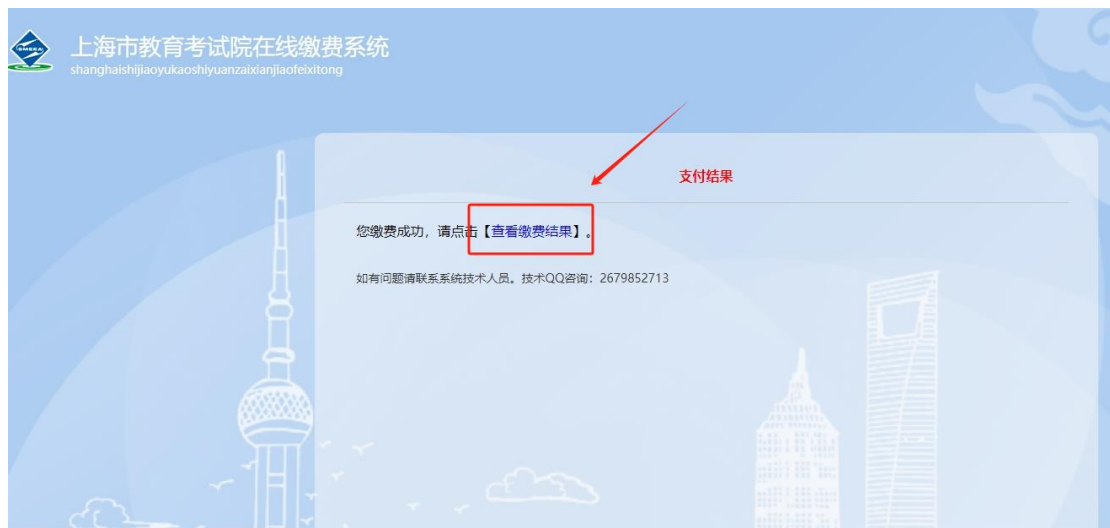 SMEEA
上海市教育考试院在线缴费系统
shanghaishijiaoyukaoshiyuanzaixianjiaofeixitong
支付结果
您缴费成功，请点击【查看缴费结果】。
如有问题请联系系统技术人员。技术QQ咨询：2679852713